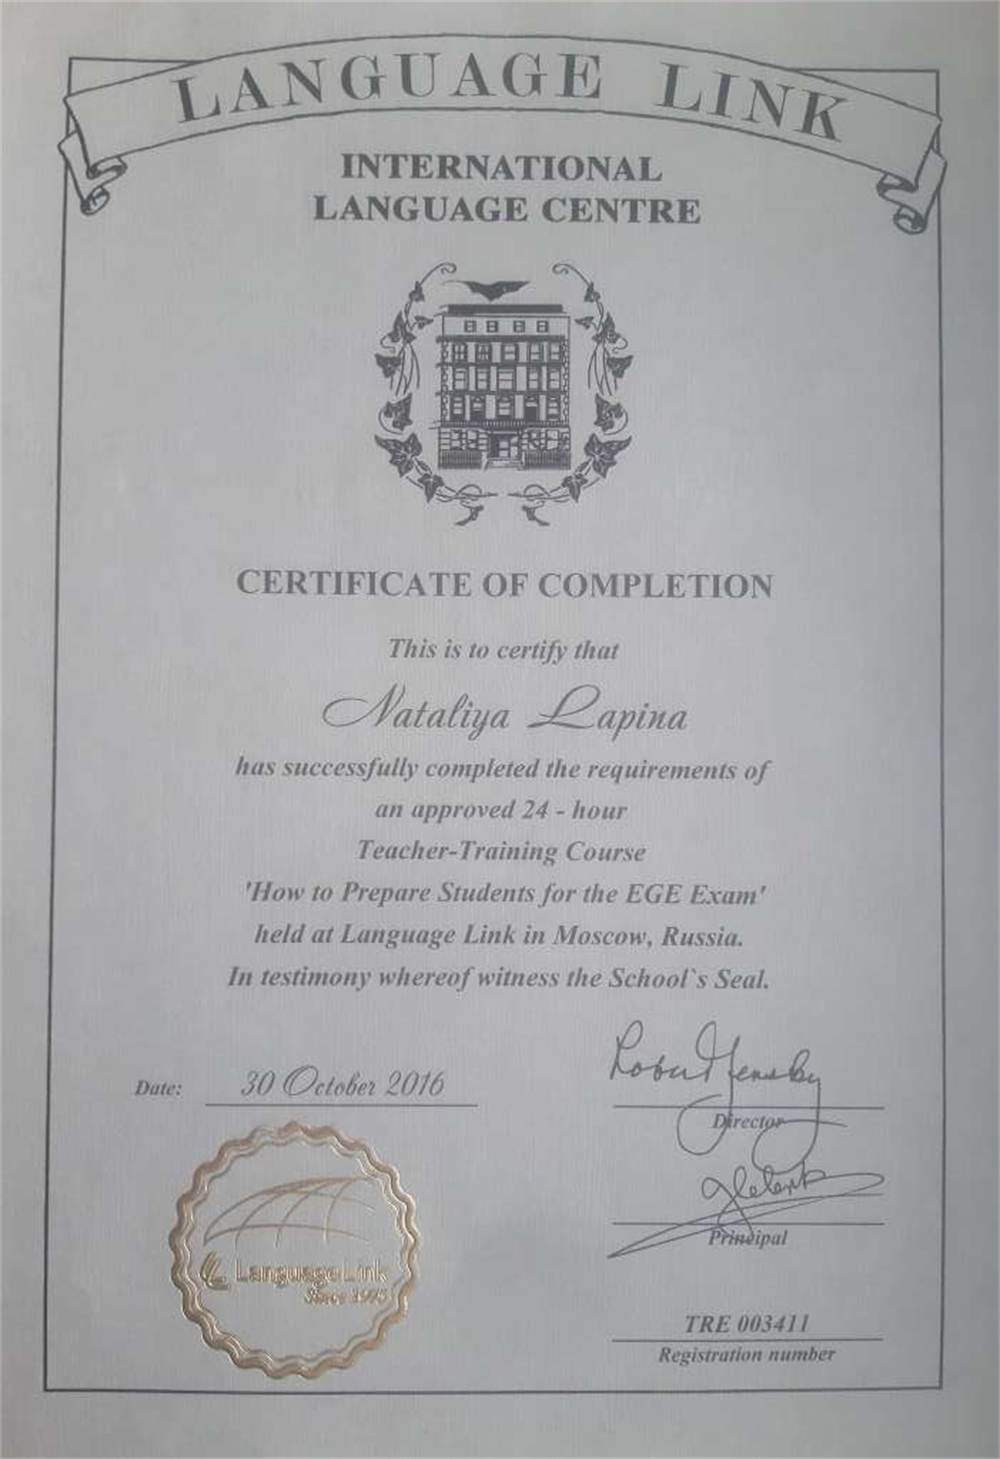 LANGUAGE LINK
INTERNATIONAL
LANGUAGE CENTRE
CERTIFICATE OF COMPLETION
This is to certify that
Nataliya Lapina
has successfully completed the requirements of
an approved 24 - hour
Teacher-Training Course
'How to Prepare Students for the EGE Exam'
held at Language Link in Moscow, Russia.
In testimony whereof witness the School`s Seal.
Date: 30 October 2016
Director
Principal
Language Link
Since 1975
TRE 003411
Registration number